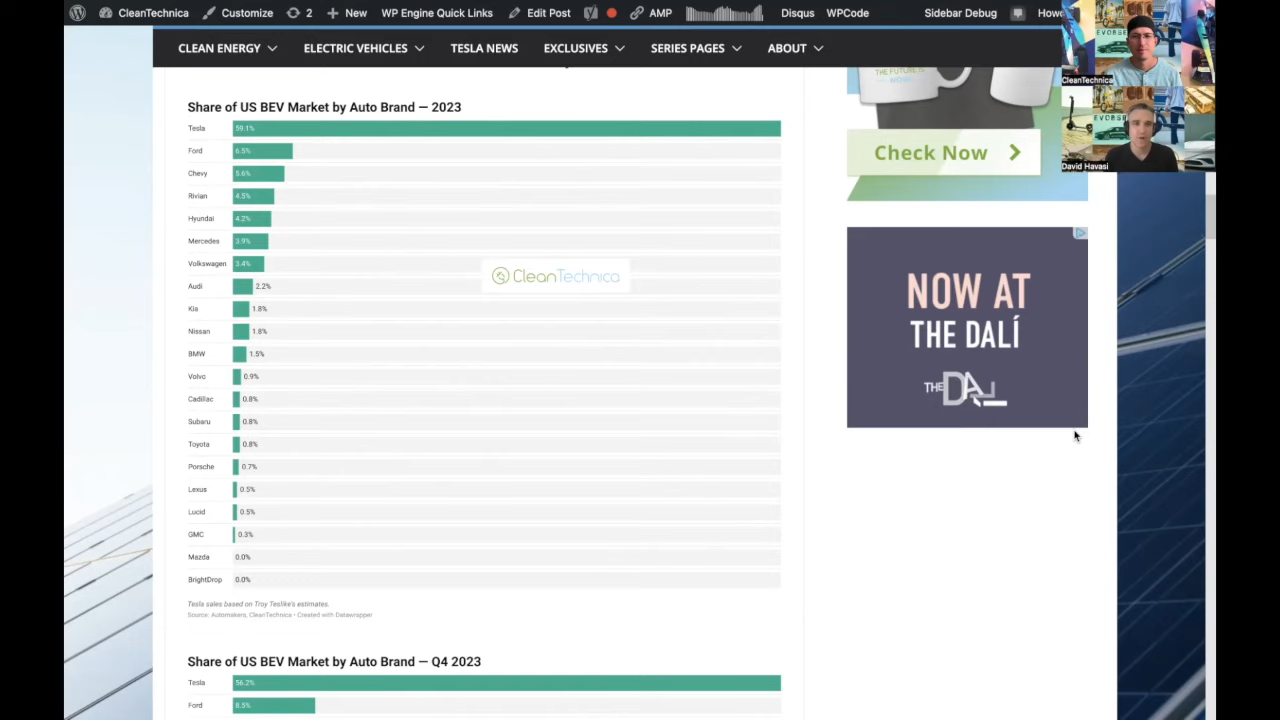 CleanTechnica Customize 2 New WP Engine Quick Links Edit Post AMP Disqus WPCode Sidebar Debug How
CleanTechnica
CLEAN ENERGY ELECTRIC VEHICLES TESLA NEWS EXCLUSIVES SERIES PAGES ABOUT
THE FUTURE IS
Check Now
David Havasi
Share of US BEV Market by Auto Brand — 2023
Tesla 59.1%
Ford 6.5%
Chevy 5.6%
Rivian 4.5%
Hyundai 4.2%
Mercedes 3.9%
Volkswagen 3.4%
CleanTechnica
Audi 2.2%
Kia 1.8%
Nissan 1.8%
BMW 1.5%
Volvo 0.9%
Cadillac 0.8%
Subaru 0.8%
Toyota 0.8%
Porsche 0.7%
Lexus 0.5%
Lucid 0.5%
GMC 0.3%
Mazda 0.0%
BrightDrop 0.0%
Tesla sales based on Troy Teslike's estimates.
Source: Automakers, CleanTechnica • Created with Datawrapper
NOW AT
THE DALÍ
THE DALI
Share of US BEV Market by Auto Brand — Q4 2023
Tesla 56.2%
Ford 8.5%